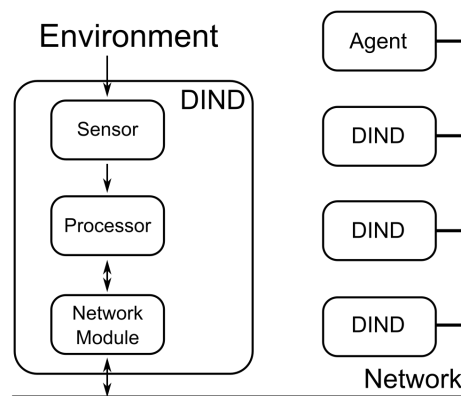 Environment
DIND
Sensor
Processor
Network
Module
Agent
DIND
DIND
DIND
Network